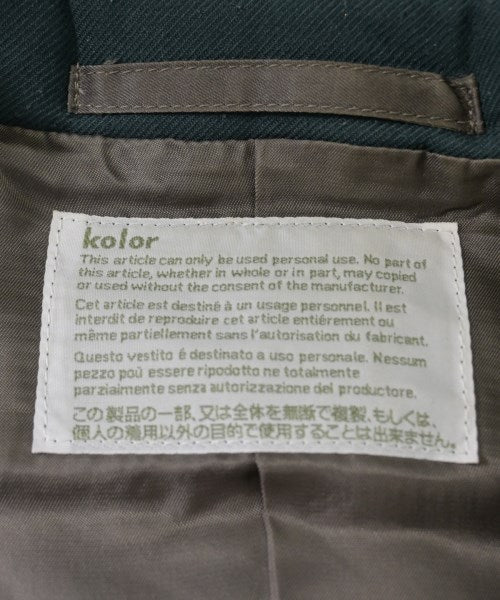 kolor
This article can only be used personal use. No part of
this article, whether in whole or in part, may copied
or used without the consent of the manufacturer.
Cet article est destiné à un usage personnel. Il est
interdit de reproduire cet article entiérement ou
même partiellement sans l'autorisation du fabricant.
Questo vestito é destinato a uso personale. Nessum
pezzo puï essere ripodotto ne totalmente
parzialmente senza autorizzazione del productore.
この製品の一部、又は全体を無断で複製、もしくは、
個人の着用以外の目的で使用することは出来ません。